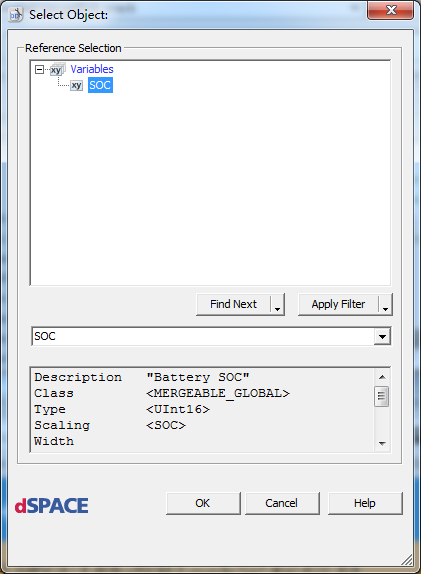 Select Object:
Reference Selection
xy Variables
xy SOC
Find Next
Apply Filter
SOC
Description "Battery SOC"
Class <MERGEABLE_GLOBAL>
Type <UInt16>
Scaling <SOC>
Width
dSPACE
OK
Cancel
Help